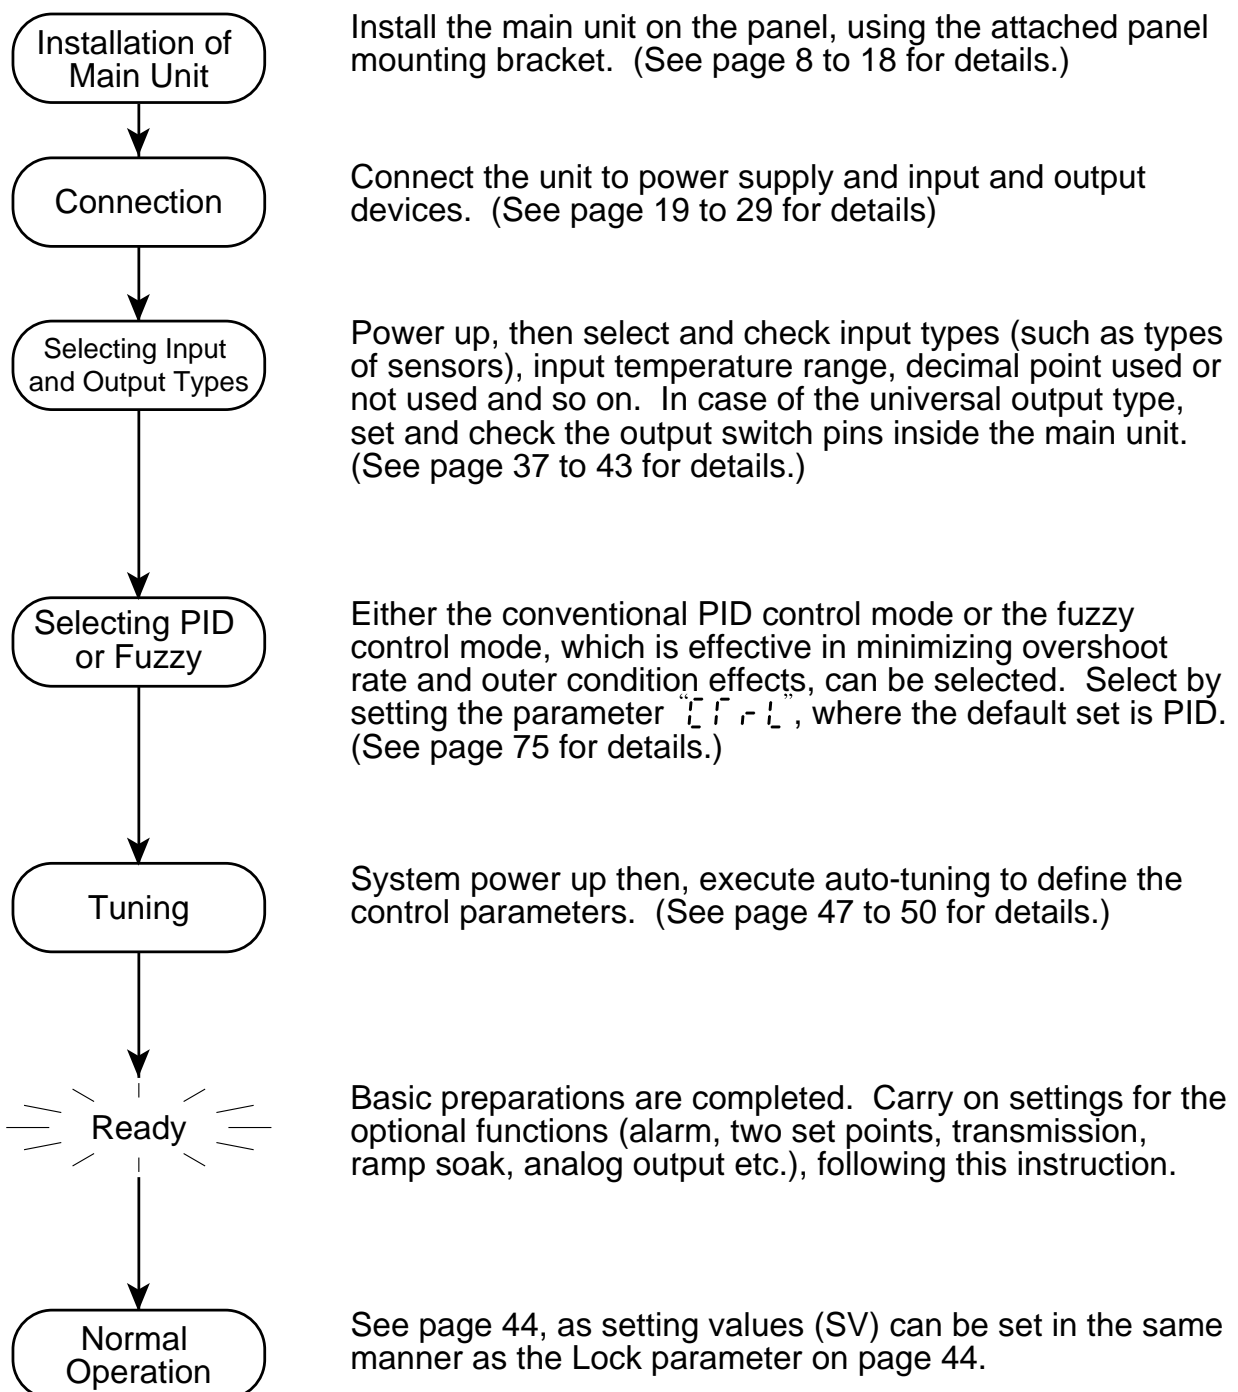 Installation of
Main Unit
Install the main unit on the panel, using the attached panel
mounting bracket.  (See page 8 to 18 for details.)
Connection
Connect the unit to power supply and input and output
devices.  (See page 19 to 29 for details)
Selecting Input
and Output Types
Power up, then select and check input types (such as types
of sensors), input temperature range, decimal point used or
not used and so on.  In case of the universal output type,
set and check the output switch pins inside the main unit.
(See page 37 to 43 for details.)
Selecting PID
or Fuzzy
Either the conventional PID control mode or the fuzzy
control mode, which is effective in minimizing overshoot
rate and outer condition effects, can be selected.  Select by
setting the parameter “CTrL”, where the default set is PID.
(See page 75 for details.)
Tuning
System power up then, execute auto-tuning to define the
control parameters.  (See page 47 to 50 for details.)
Ready
Basic preparations are completed.  Carry on settings for the
optional functions (alarm, two set points, transmission,
ramp soak, analog output etc.), following this instruction.
Normal
Operation
See page 44, as setting values (SV) can be set in the same
manner as the Lock parameter on page 44.